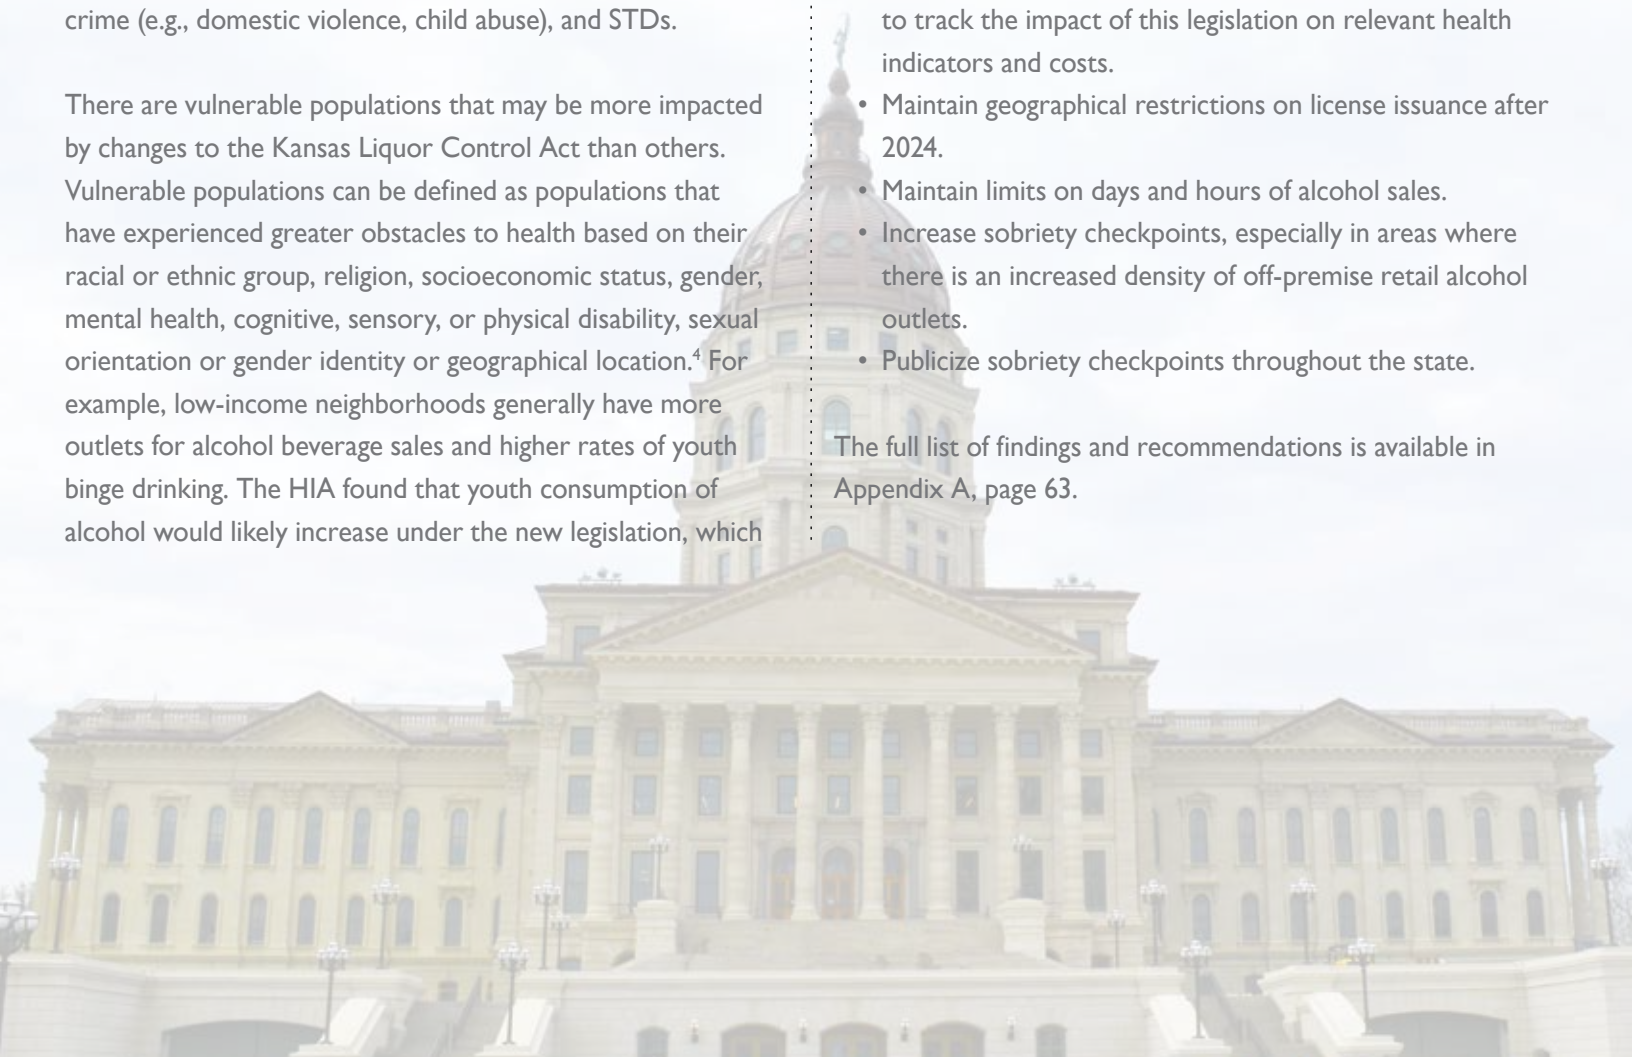 crime (e.g., domestic violence, child abuse), and STDs.
There are vulnerable populations that may be more impacted
by changes to the Kansas Liquor Control Act than others.
Vulnerable populations can be defined as populations that
have experienced greater obstacles to health based on their
racial or ethnic group, religion, socioeconomic status, gender,
mental health, cognitive, sensory, or physical disability, sexual
orientation or gender identity or geographical location.4 For
example, low-income neighborhoods generally have more
outlets for alcohol beverage sales and higher rates of youth
binge drinking. The HIA found that youth consumption of
alcohol would likely increase under the new legislation, which
to track the impact of this legislation on relevant health
indicators and costs.
• Maintain geographical restrictions on license issuance after
2024.
• Maintain limits on days and hours of alcohol sales.
• Increase sobriety checkpoints, especially in areas where
there is an increased density of off-premise retail alcohol
outlets.
• Publicize sobriety checkpoints throughout the state.
The full list of findings and recommendations is available in
Appendix A, page 63.